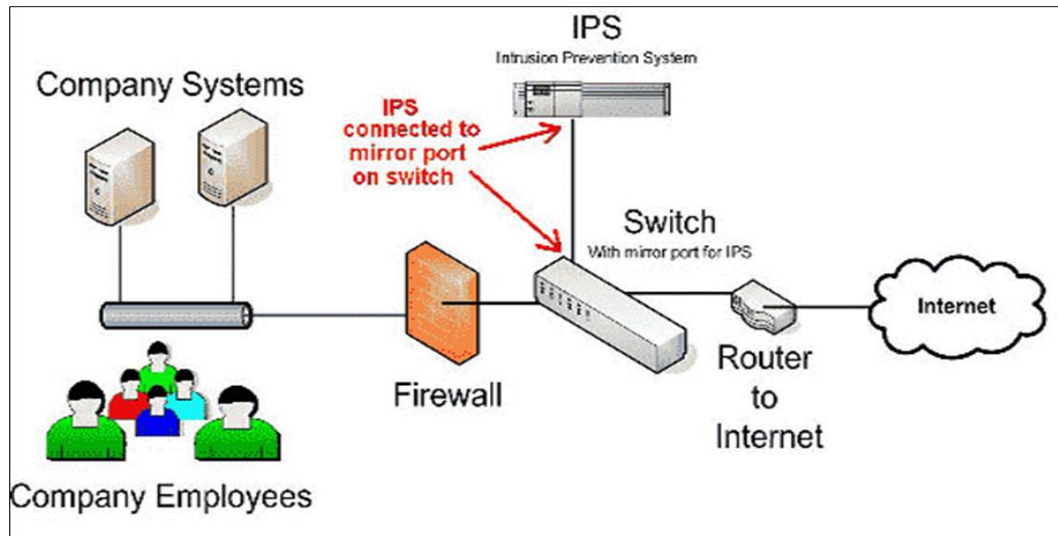 IPS
Intrusion Prevention System
Company Systems
IPS
connected to
mirror port
on switch
Switch
With mirror port for IPS
Internet
Firewall
Router
to
Internet
Company Employees